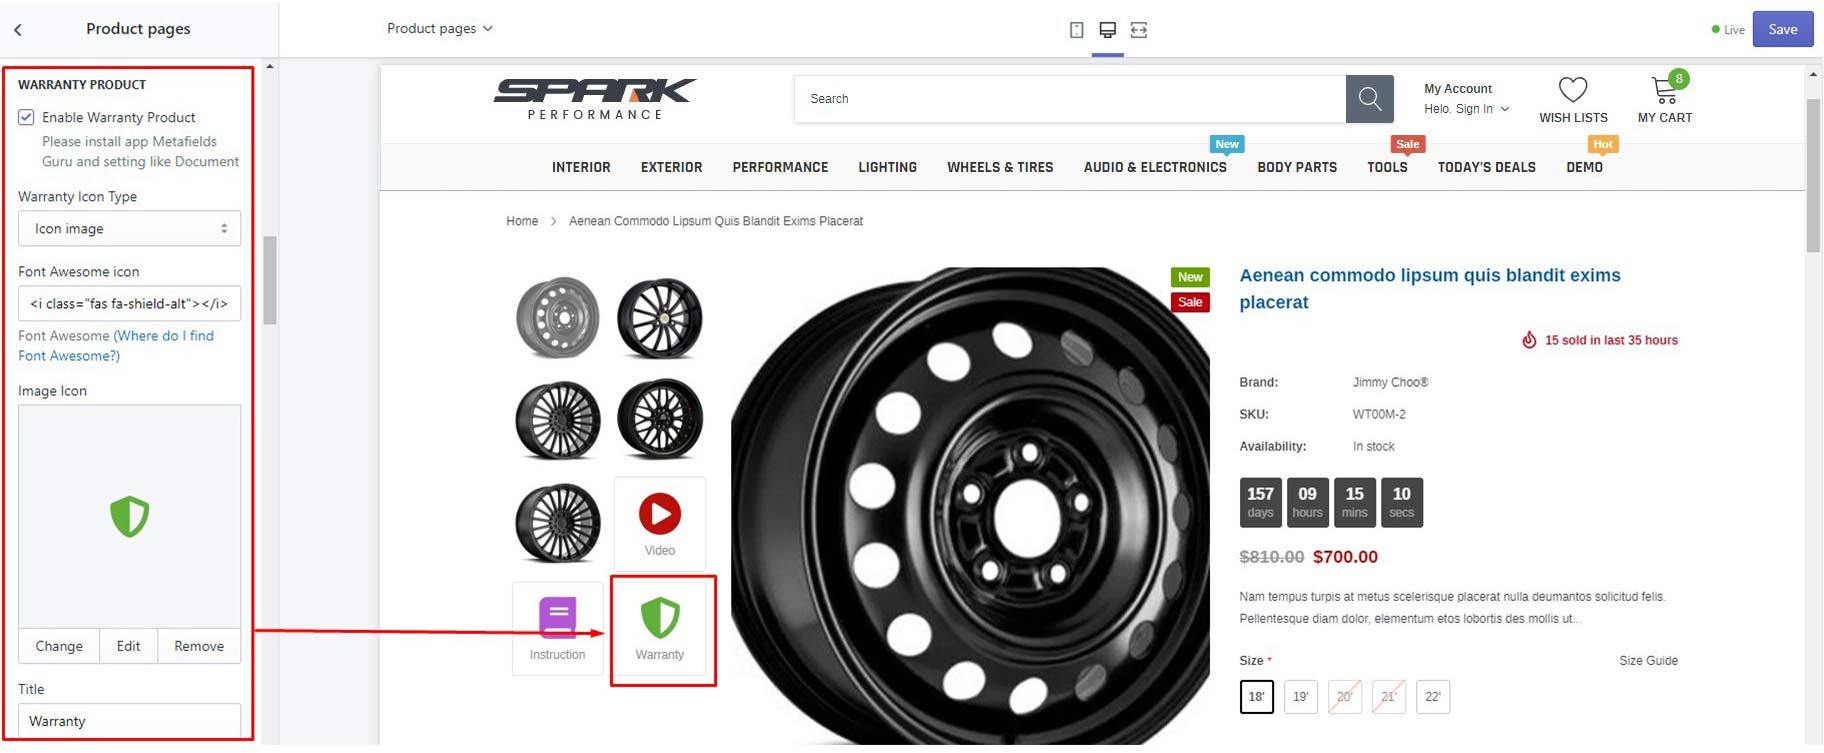 Product pages
WARRANTY PRODUCT
Enable Warranty Product
Please install app Metafields
Guru and setting like Document
Warranty Icon Type
Icon image
Font Awesome icon
<i class="fas fa-shield-alt"></i>
Font Awesome (Where do I find
Font Awesome?)
Image Icon
Change Edit Remove
Title
Warranty
Product pages
Live
Save
SPARK
PERFORMANCE
Search
My Account
Helo. Sign In
WISH LISTS
8
MY CART
New
Sale
Hot
INTERIOR EXTERIOR PERFORMANCE LIGHTING WHEELS & TIRES AUDIO & ELECTRONICS BODY PARTS TOOLS TODAY'S DEALS DEMO
Home > Aenean Commodo Lipsum Quis Blandit Exims Placerat
Video
Instruction
Warranty
New
Sale
Aenean commodo lipsum quis blandit exims
placerat
15 sold in last 35 hours
Brand: Jimmy Choo®
SKU: WT00M-2
Availability: In stock
157 09 15 10
days hours mins secs
$810.00 $700.00
Nam tempus turpis at metus scelerisque placerat nulla deumantos solicitud felis.
Pellentesque diam dolor, elementum etos lobortis des mollis ut...
Size * Size Guide
18' 19' 20' 21' 22'